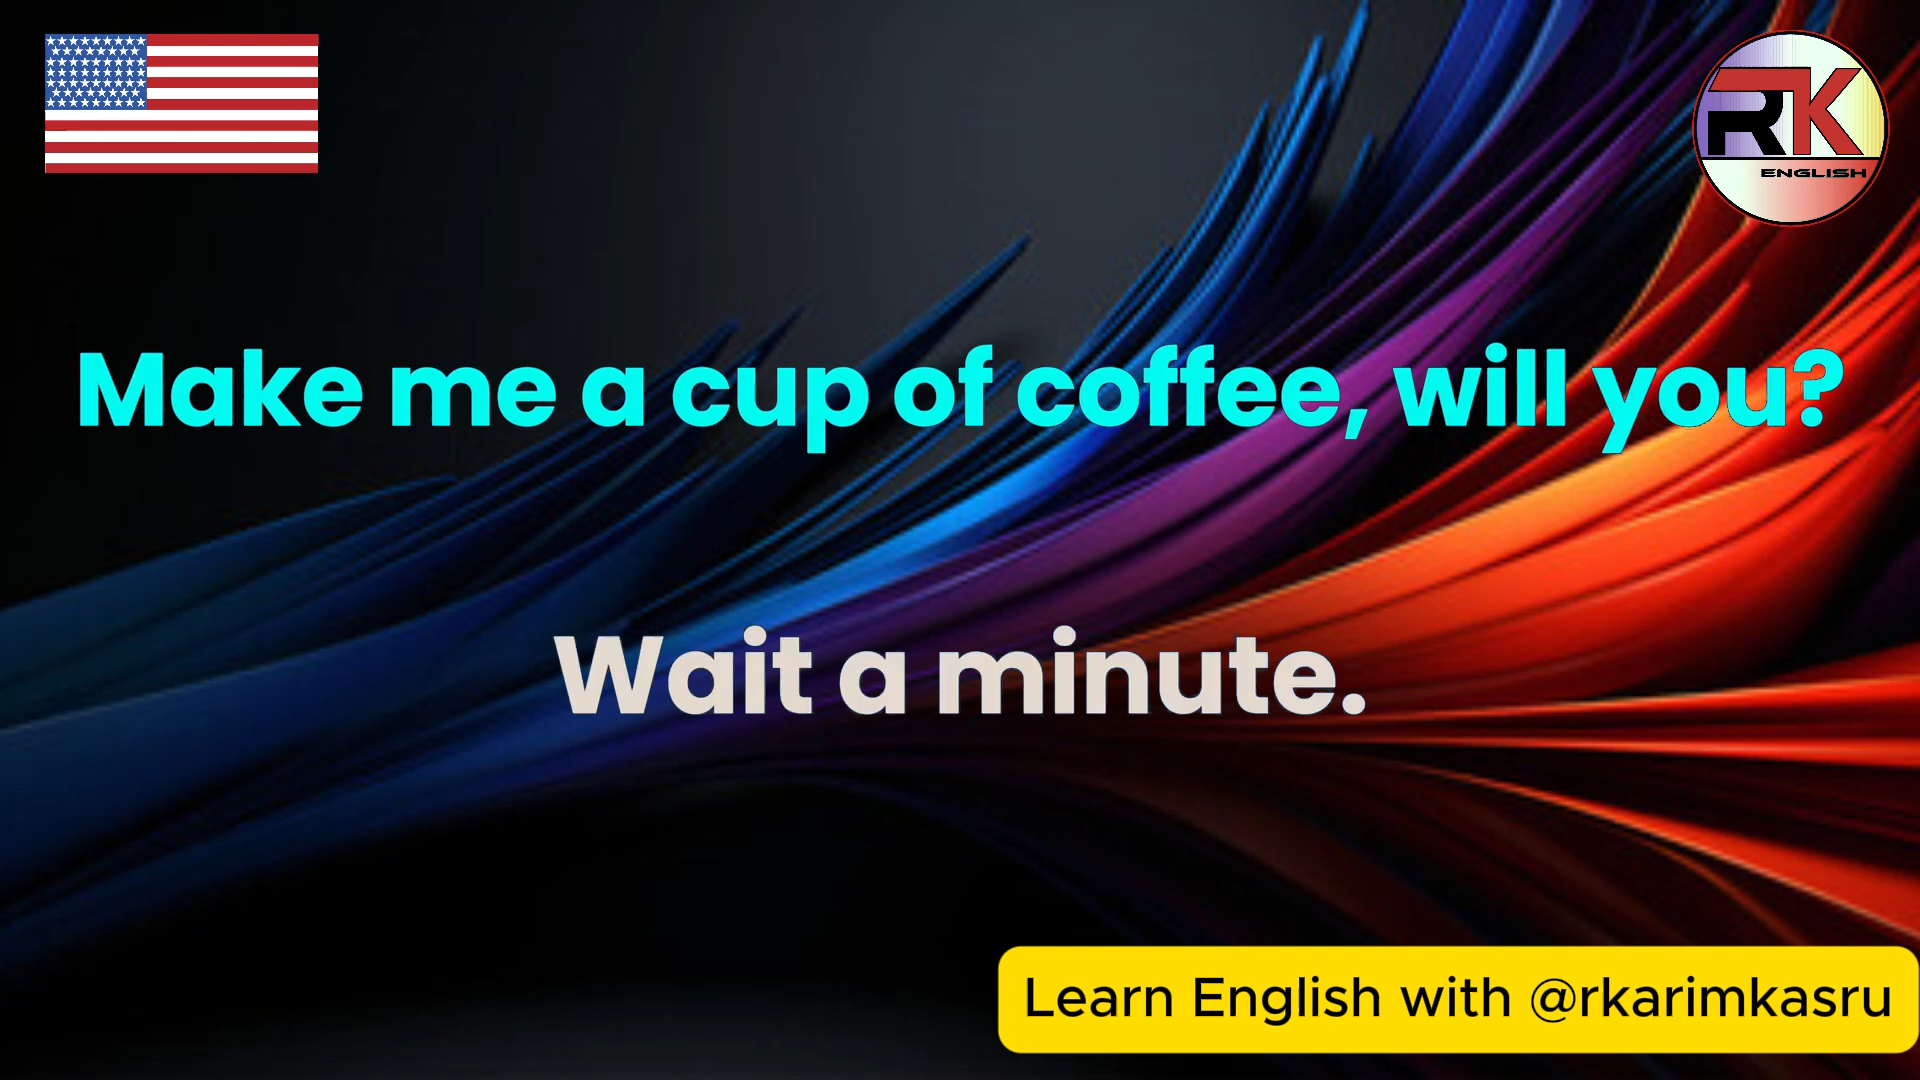 RK
ENGLISH
Make me a cup of coffee, will you?
Wait a minute.
Learn English with @rkarimkasru